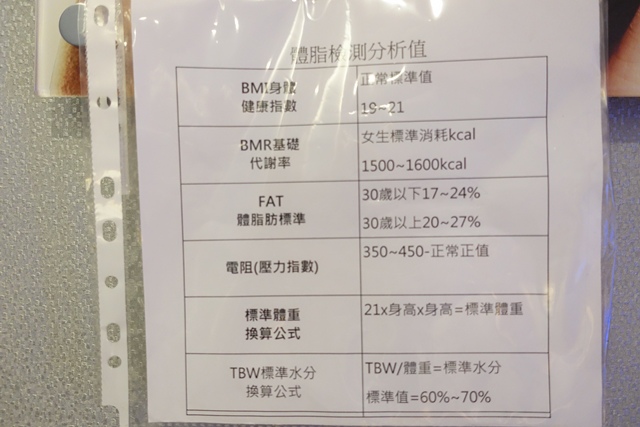 體脂檢測分析值
BMI身體
健康指數
正常標準值
19~21
BMR基礎
代謝率
女生標準消耗kcal
1500~1600kcal
FAT
體脂肪標準
30歲以下17~24%
30歲以上20~27%
電阻(壓力指數)
350~450-正常正值
標準體重
換算公式
21x身高x身高=標準體重
TBW標準水分
換算公式
TBW/體重=標準水分
標準值=60%~70%